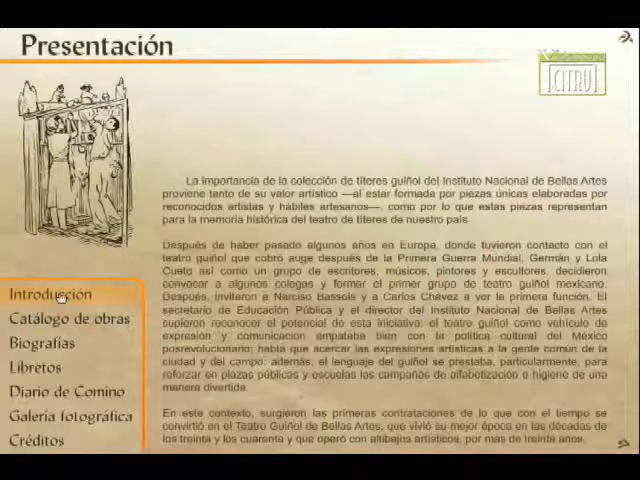 Presentación
CITRU
La importancia de la colección de títeres guiñol del Instituto Nacional de Bellas Artes
proviene tanto de su valor artístico —al estar formada por piezas únicas elaboradas por
reconocidos artistas y hábiles artesanos—, como por lo que estas piezas representan
para la memoria histórica del teatro de títeres de nuestro país.
Después de haber pasado algunos años en Europa, donde tuvieron contacto con el
teatro guiñol que cobró auge después de la Primera Guerra Mundial, Germán y Lola
Cueto así como un grupo de escritores, músicos, pintores y escultores, decidieron
convocar a algunos colegas y formar el primer grupo de teatro guiñol mexicano.
Después, invitaron a Narciso Bassols y a Carlos Chávez a ver la primera función. El
secretario de Educación Pública y el director del Instituto Nacional de Bellas Artes
supieron reconocer el potencial de esta iniciativa: el teatro guiñol como vehículo de
expresión y comunicación empataba bien con la política cultural del México
posrevolucionario; había que acercar las expresiones artísticas a la gente común de la
ciudad y del campo; además, el lenguaje del guiñol se prestaba, particularmente, para
reforzar en plazas públicas y escuelas las campañas de alfabetización e higiene de una
manera divertida.
En este contexto, surgieron las primeras contrataciones de lo que con el tiempo se
convirtió en el Teatro Guiñol de Bellas Artes, que vivió su mejor época en las décadas de
los treinta y los cuarenta y que operó con altibajos artísticos, por más de treinta años.
Introducción
Catálogo de obras
Biografías
Libretos
Diario de Comino
Galería fotográfica
Créditos